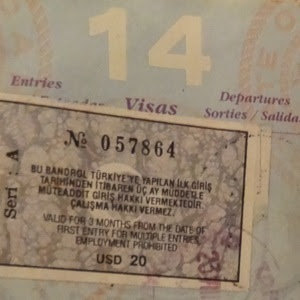 14
Entries
Departures
Visas
Sorties / Salidas
Seri : A
№ 057864
BU BANDROL TÜRKİYE'YE YAPILAN İLK GİRİŞ
TARİHİNDEN İTİBAREN ÜÇ AY MÜDDETLE
MÜTEADDİT GİRİŞ HAKKI VERMEKTEDİR.
ÇALIŞMA HAKKI VERMEZ.
VALID FOR 3 MONTHS FROM THE DATE OF
FIRST ENTRY FOR MULTIPLE ENTRIES
EMPLOYMENT PROHIBITED
USD 20